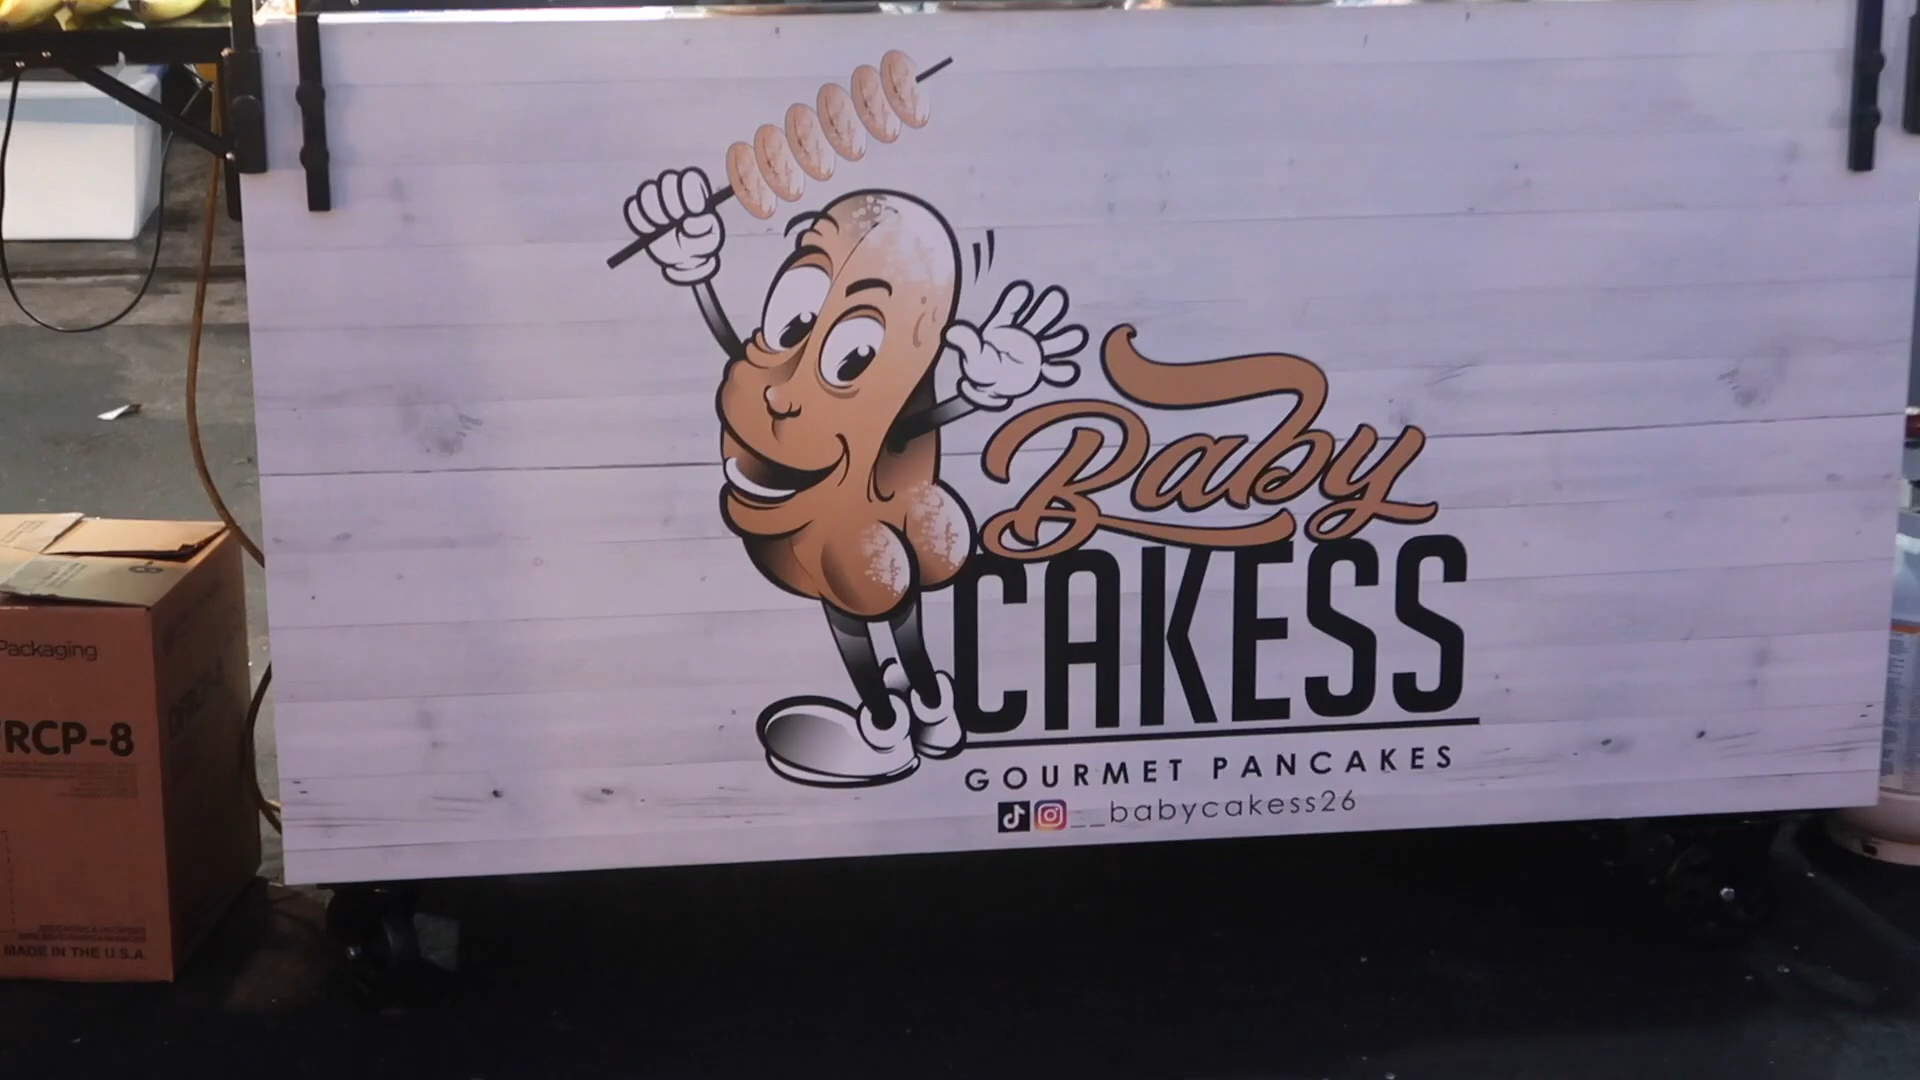 Baby
CAKESS
GOURMET PANCAKES
__babycakess26
Packaging
RCP-8
MADE IN THE U.S.A.